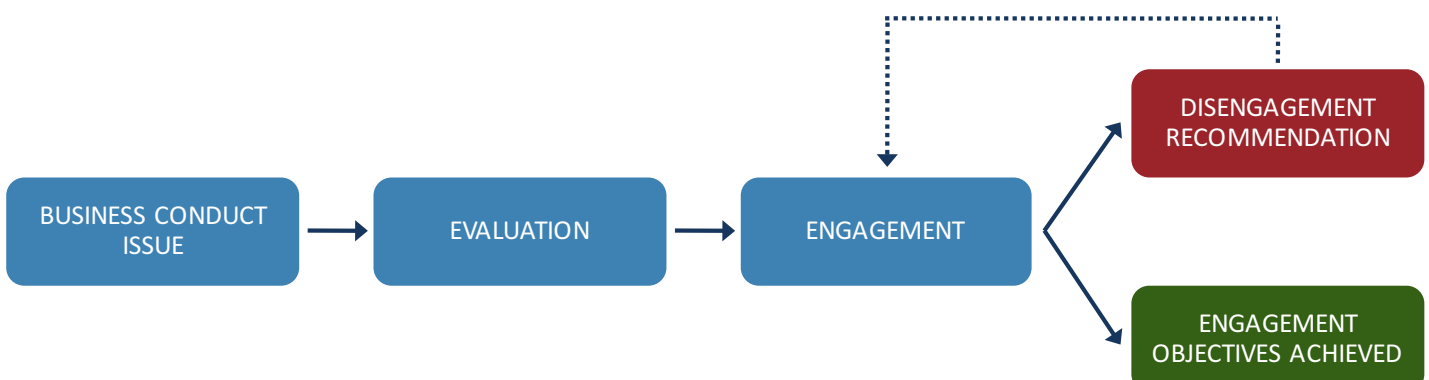 DISENGAGEMENT
RECOMMENDATION
BUSINESS CONDUCT
ISSUE
EVALUATION
ENGAGEMENT
ENGAGEMENT
OBJECTIVES ACHIEVED